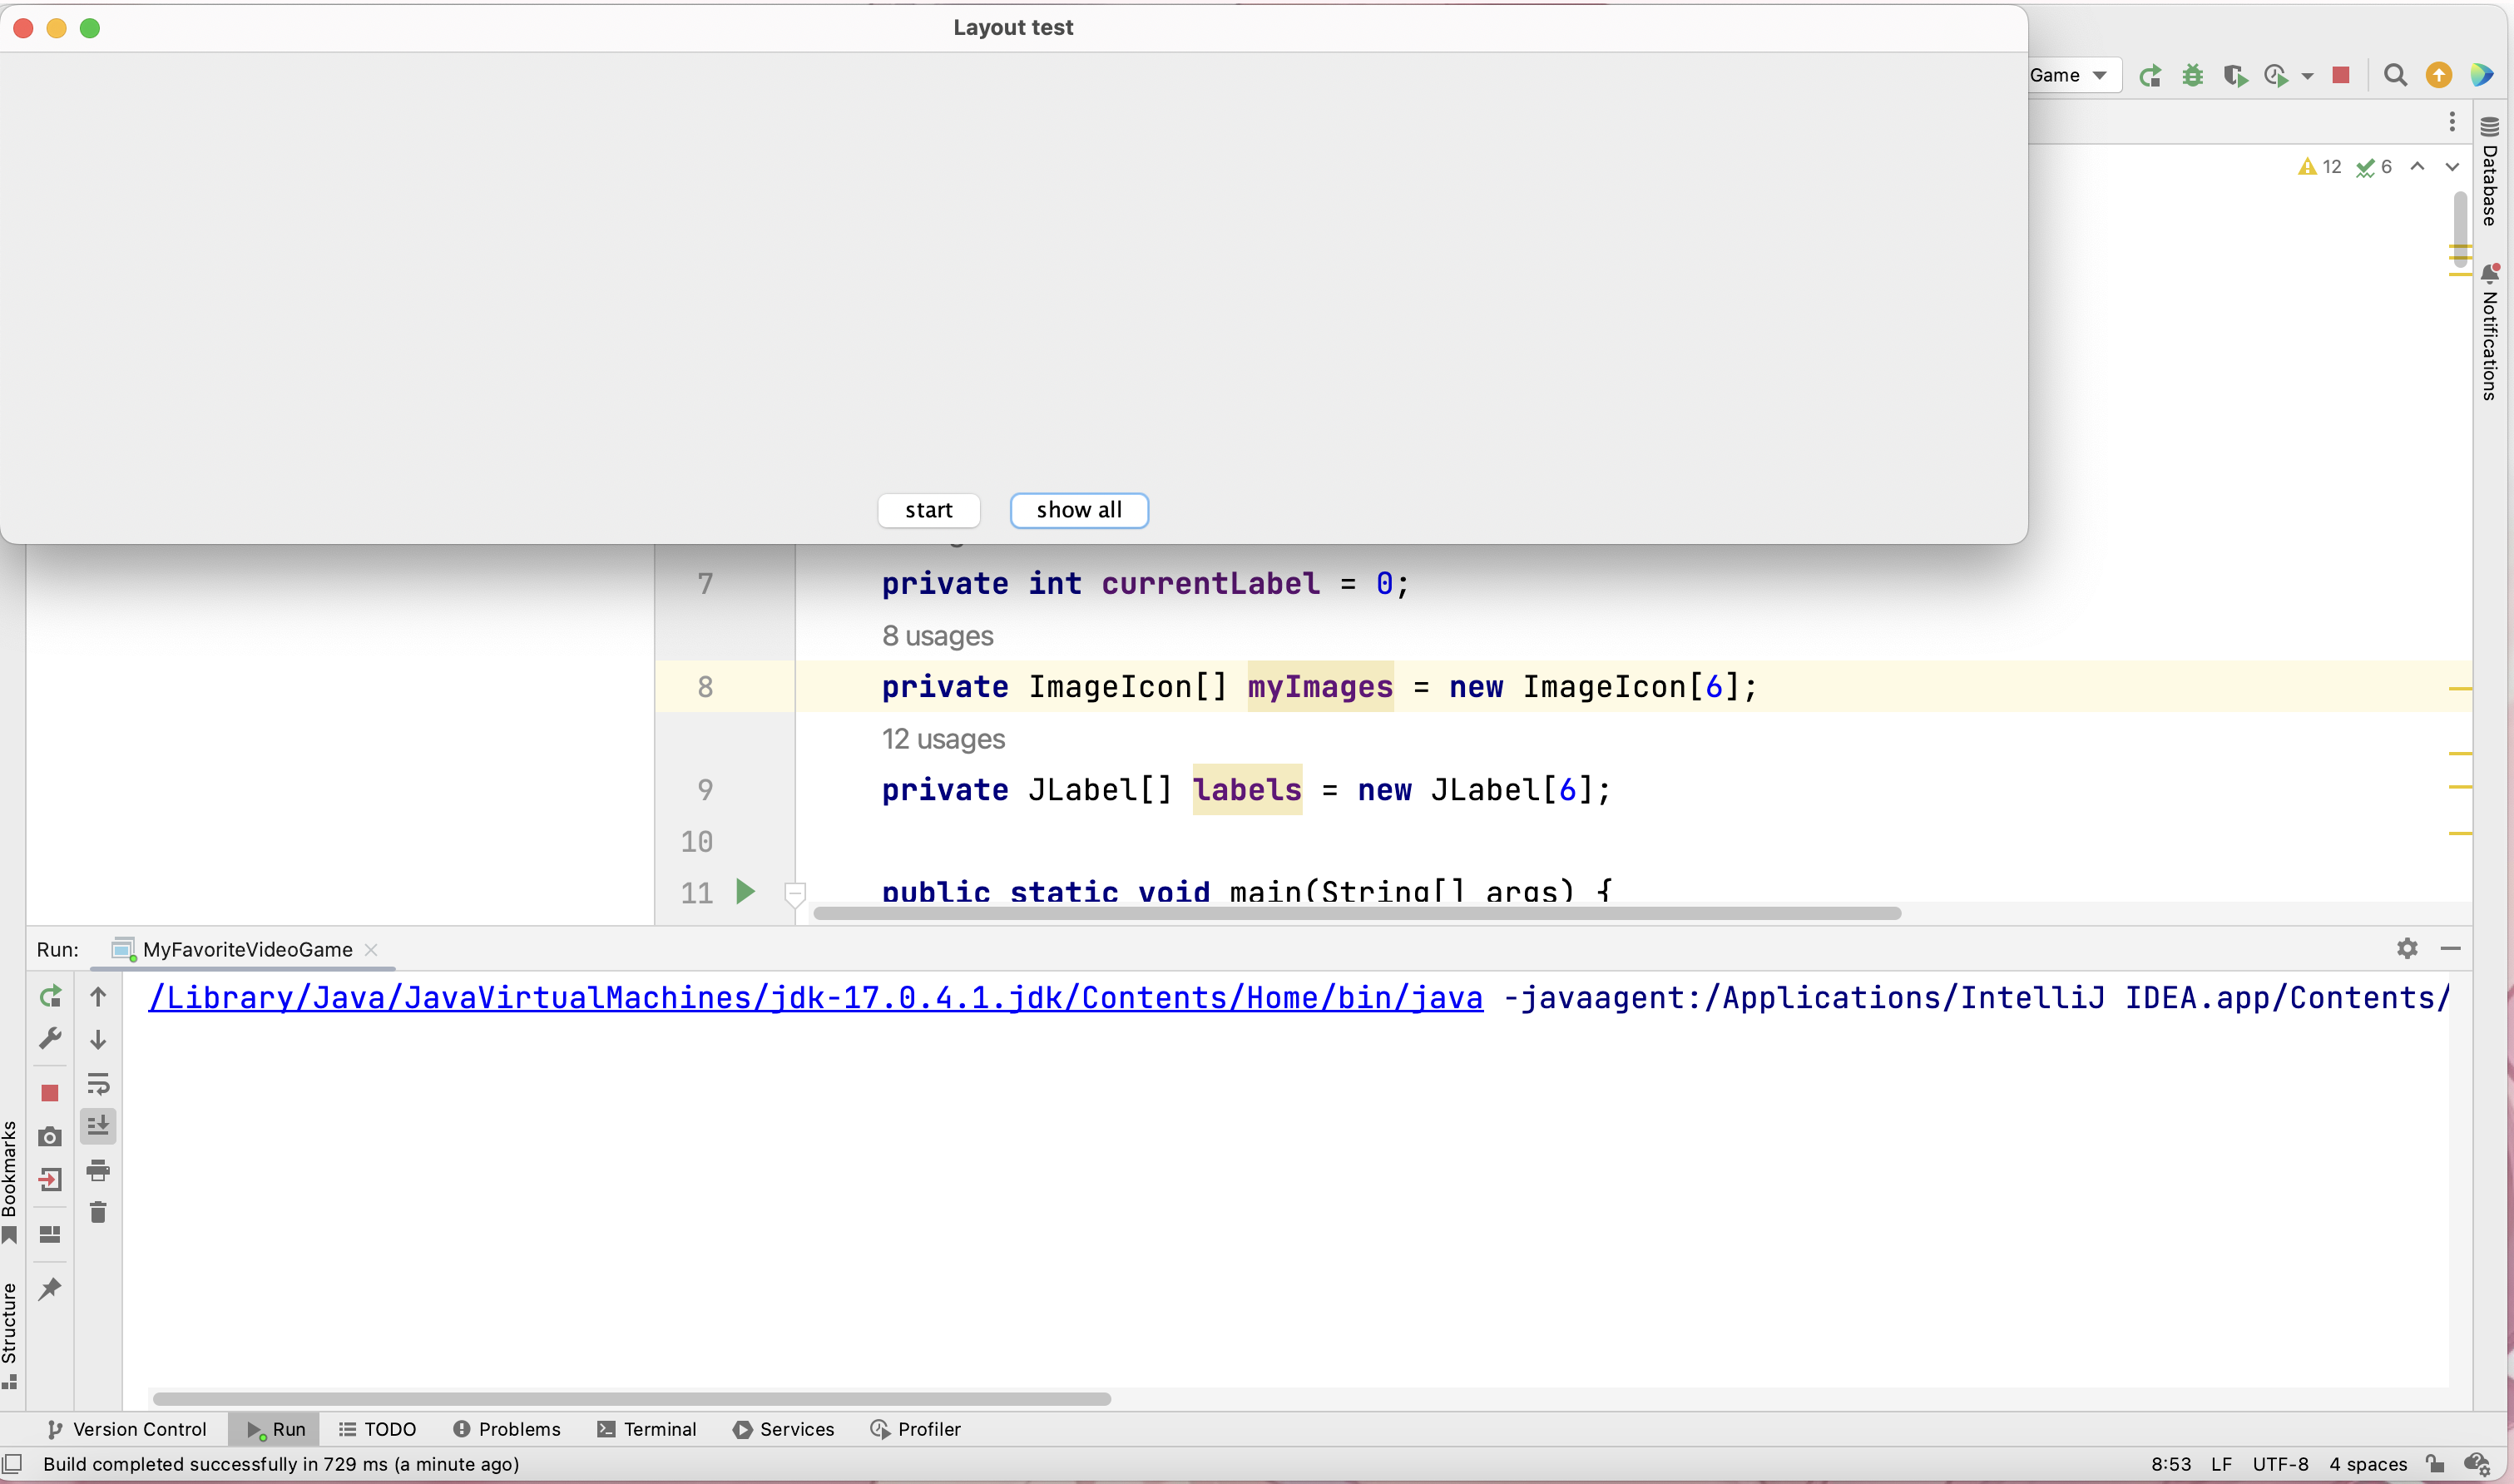 Layout test
Game
12 6
Database
Notifications
start show all
7 private int currentLabel = 0;
8 usages
8 private ImageIcon[] myImages = new ImageIcon[6];
12 usages
9 private JLabel[] labels = new JLabel[6];
10
11 public static void main(String[] args) {
Run: MyFavoriteVideoGame
/Library/Java/JavaVirtualMachines/jdk-17.0.4.1.jdk/Contents/Home/bin/java -javaagent:/Applications/IntelliJ IDEA.app/Contents/
Bookmarks
Structure
Version Control Run TODO Problems Terminal Services Profiler
Build completed successfully in 729 ms (a minute ago) 8:53 LF UTF-8 4 spaces